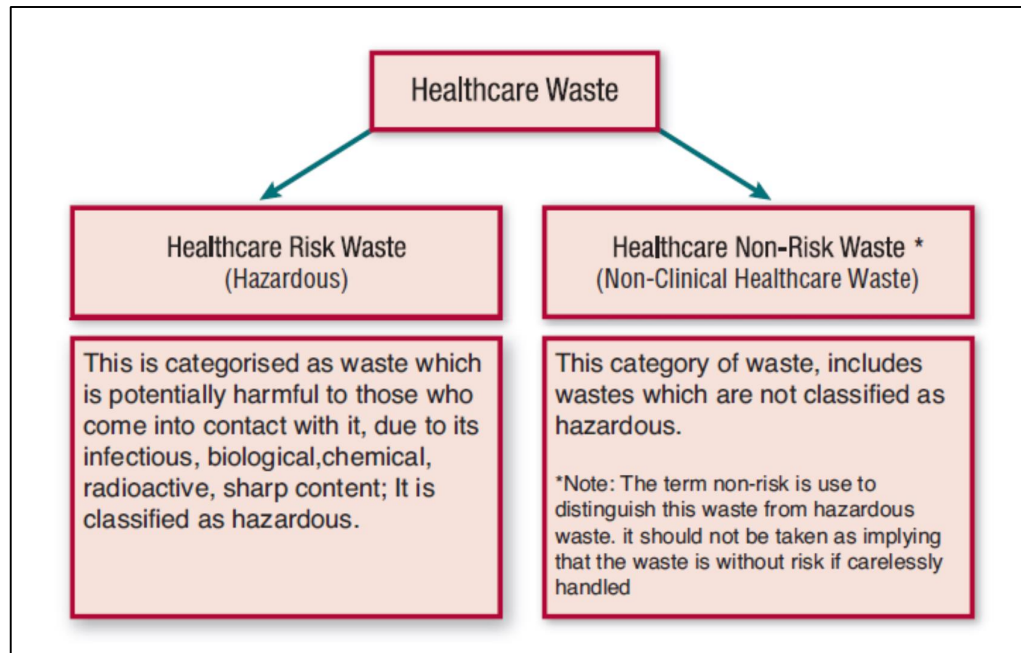 Healthcare Waste
Healthcare Risk Waste
(Hazardous)
This is categorised as waste which
is potentially harmful to those who
come into contact with it, due to its
infectious, biological,chemical,
radioactive, sharp content; It is
classified as hazardous.
Healthcare Non-Risk Waste *
(Non-Clinical Healthcare Waste)
This category of waste, includes
wastes which are not classified as
hazardous.
*Note: The term non-risk is use to
distinguish this waste from hazardous
waste. it should not be taken as implying
that the waste is without risk if carelessly
handled